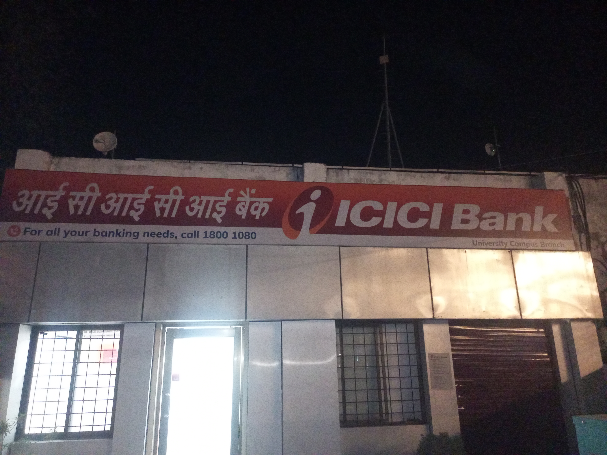 आई सी आई सी आई बैंक
i ICICI Bank
For all your banking needs, call 1800 1080
University Campus Branch